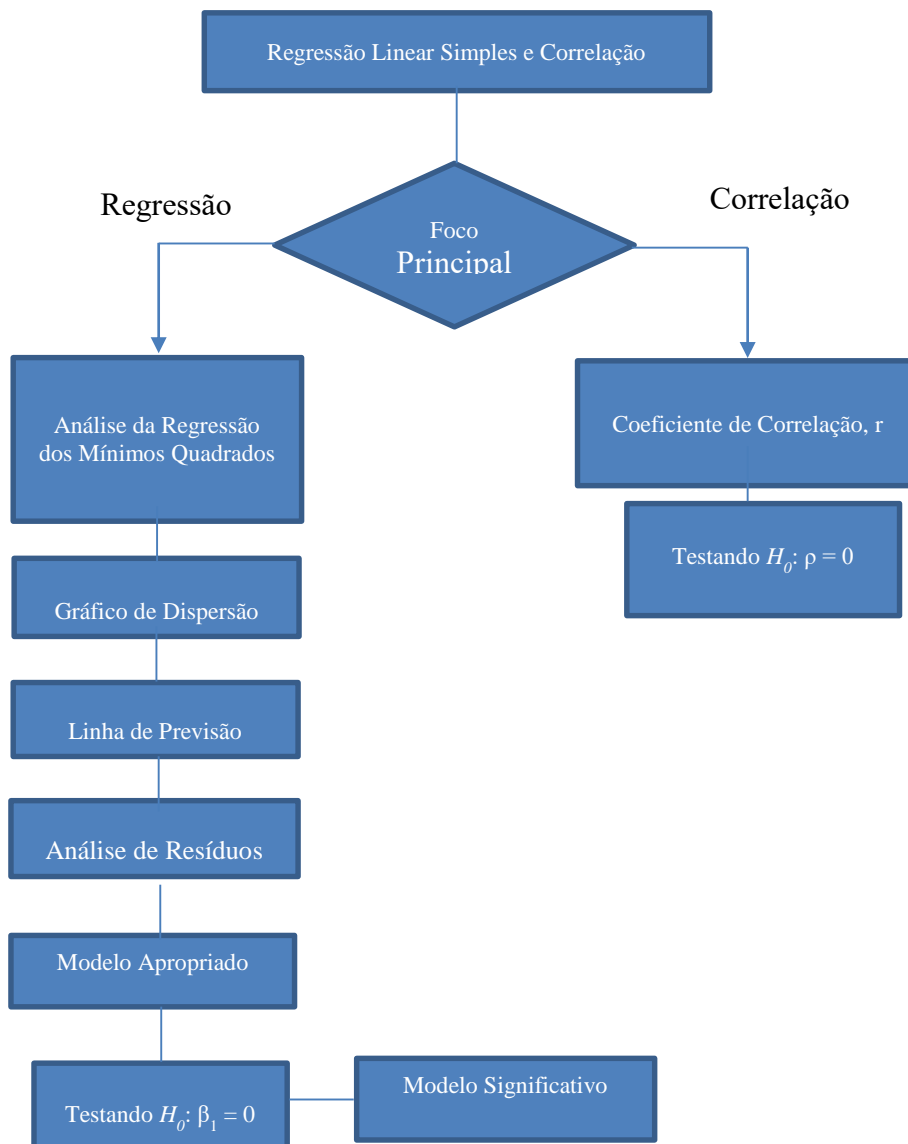 Regressão Linear Simples e Correlação
Regressão
Correlação
Foco
Principal
Análise da Regressão
dos Mínimos Quadrados
Coeficiente de Correlação, r
Testando H₀: ρ = 0
Gráfico de Dispersão
Linha de Previsão
Análise de Resíduos
Modelo Apropriado
Testando H₀: β₁ = 0
Modelo Significativo